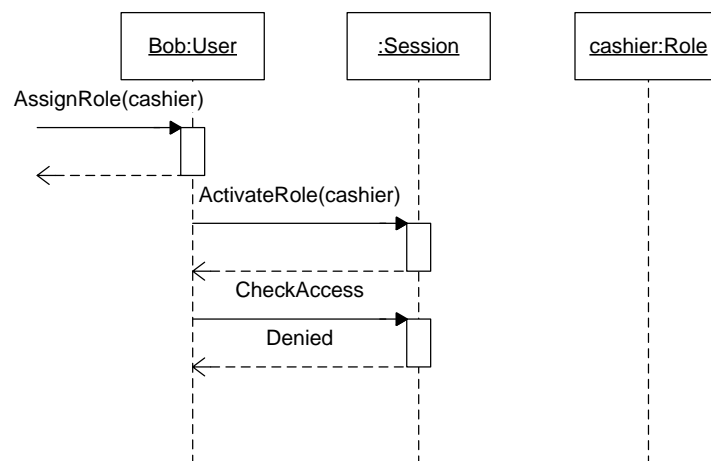 Bob:User
:Session
cashier:Role
AssignRole(cashier)
ActivateRole(cashier)
CheckAccess
Denied